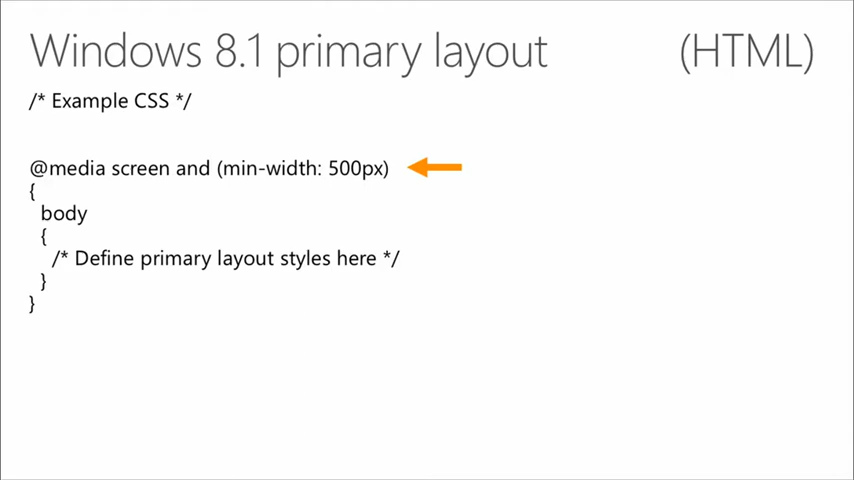 Windows 8.1 primary layout (HTML)
/* Example CSS */
@media screen and (min-width: 500px)
{
body
{
/* Define primary layout styles here */
}
}